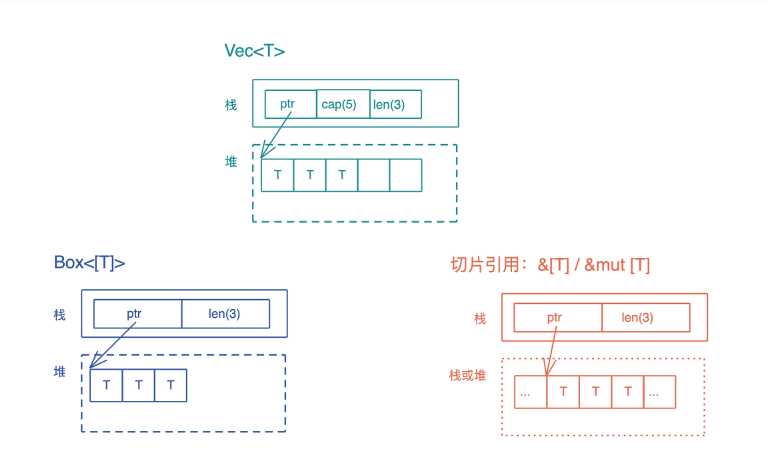 Vec<T>
栈
ptr cap(5) len(3)
堆
T T T
Box<[T]>
栈
ptr len(3)
堆
T T T
切片引用：&[T] / &mut [T]
栈
ptr len(3)
栈或堆
... T T T ...